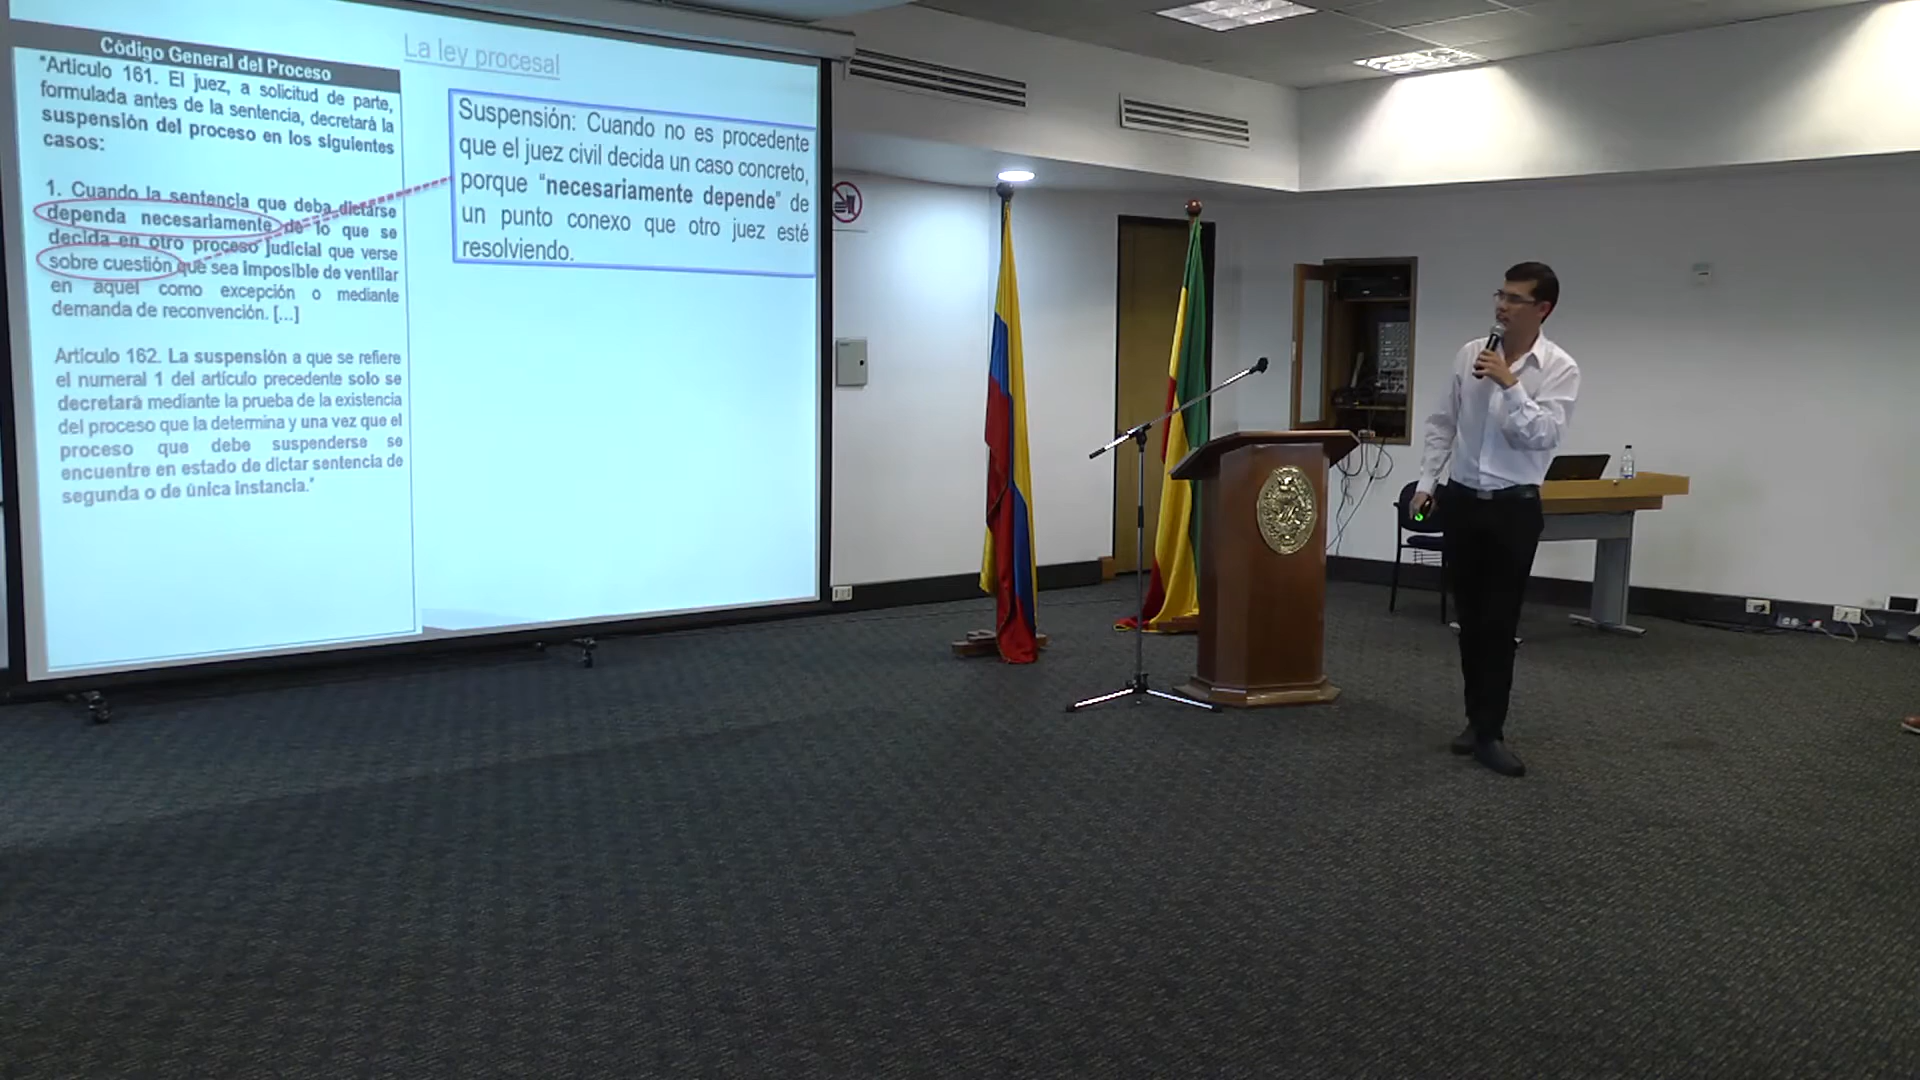 Código General del Proceso
"Artículo 161. El juez, a solicitud de parte,
formulada antes de la sentencia, decretará la
suspensión del proceso en los siguientes
casos:
1. Cuando la sentencia que deba dictarse
depende necesariamente de lo que se
decida en otro proceso judicial que verse
sobre cuestión que sea imposible de ventilar
en aquel como excepción o mediante
demanda de reconvención. [...]
Artículo 162. La suspensión a que se refiere
el numeral 1 del artículo precedente solo se
decretará mediante la prueba de la existencia
del proceso que la determina y una vez que el
proceso que debe suspenderse se
encuentre en estado de dictar sentencia de
segunda o de única instancia."
La ley procesal
Suspensión: Cuando no es procedente
que el juez civil decida un caso concreto,
porque "necesariamente depende" de
un punto conexo que otro juez esté
resolviendo.